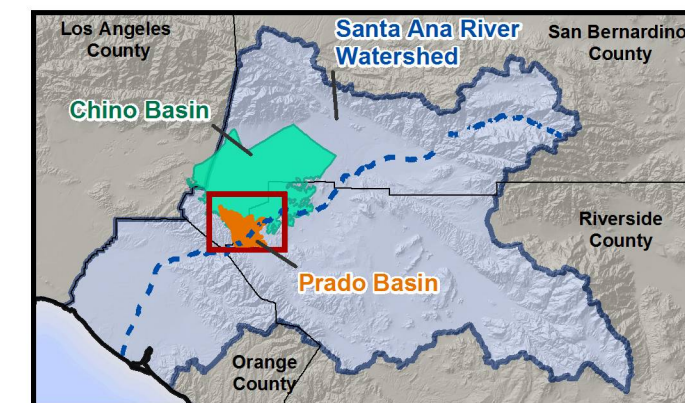 Los Angeles
County
Santa Ana River
Watershed
San Bernardino
County
Chino Basin
Riverside
County
Prado Basin
Orange
County